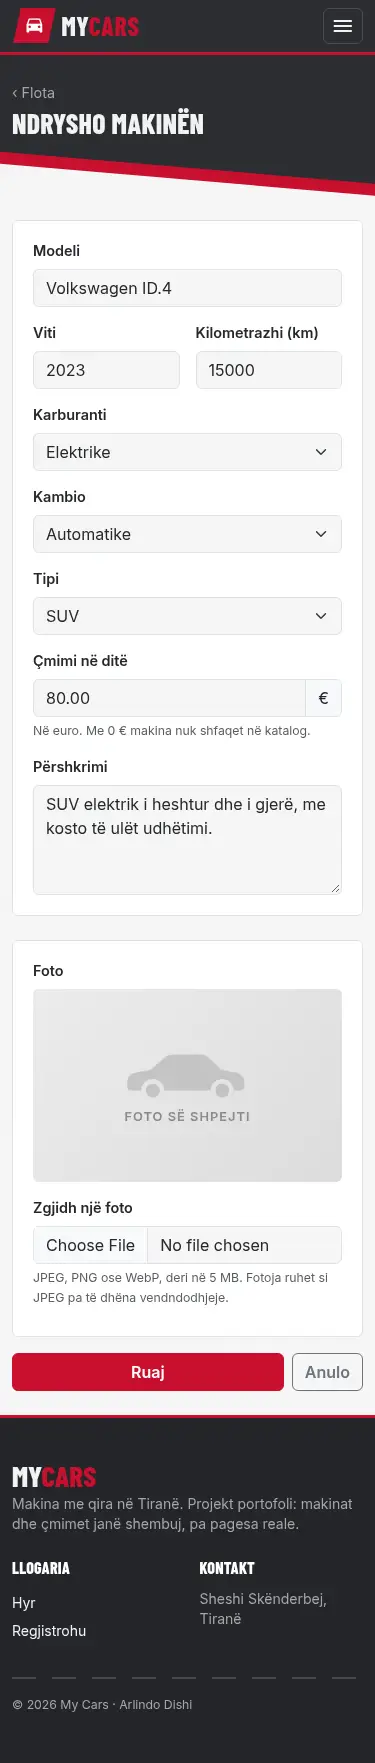 MYCARS
‹ Flota
NDRYSHO MAKINËN
Modeli
Volkswagen ID.4
Viti
Kilometrazhi (km)
2023
15000
Karburanti
Elektrike
Kambio
Automatike
Tipi
SUV
Çmimi në ditë
80.00
€
Në euro. Me 0 € makina nuk shfaqet në katalog.
Përshkrimi
SUV elektrik i heshtur dhe i gjerë, me
kosto të ulët udhëtimi.
Foto
FOTO SË SHPEJTI
Zgjidh një foto
Choose File
No file chosen
JPEG, PNG ose WebP, deri në 5 MB. Fotoja ruhet si
JPEG pa të dhëna vendndodhjeje.
Ruaj
Anulo
MYCARS
Makina me qira në Tiranë. Projekt portofoli: makinat
dhe çmimet janë shembuj, pa pagesa reale.
LLOGARIA
Hyr
Regjistrohu
KONTAKT
Sheshi Skënderbej,
Tiranë
© 2026 My Cars · Arlindo Dishi